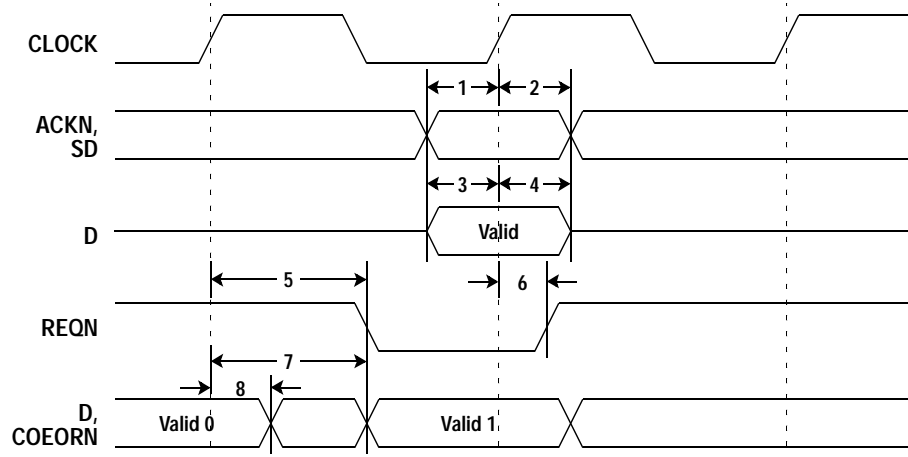 CLOCK
1 2
ACKN,
SD
3 4
D
Valid
5 6
REQN
7
8
D,
COEORN
Valid 0 Valid 1